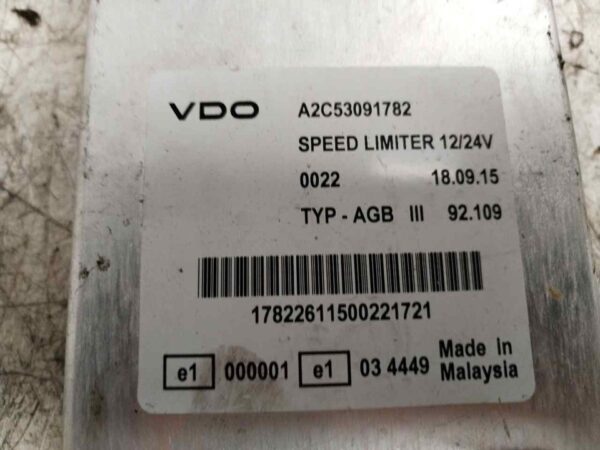 VDO A2C53091782
SPEED LIMITER 12/24V
0022 18.09.15
TYP - AGB III 92.109
17822611500221721
e1 000001 e1 03 4449 Made in Malaysia